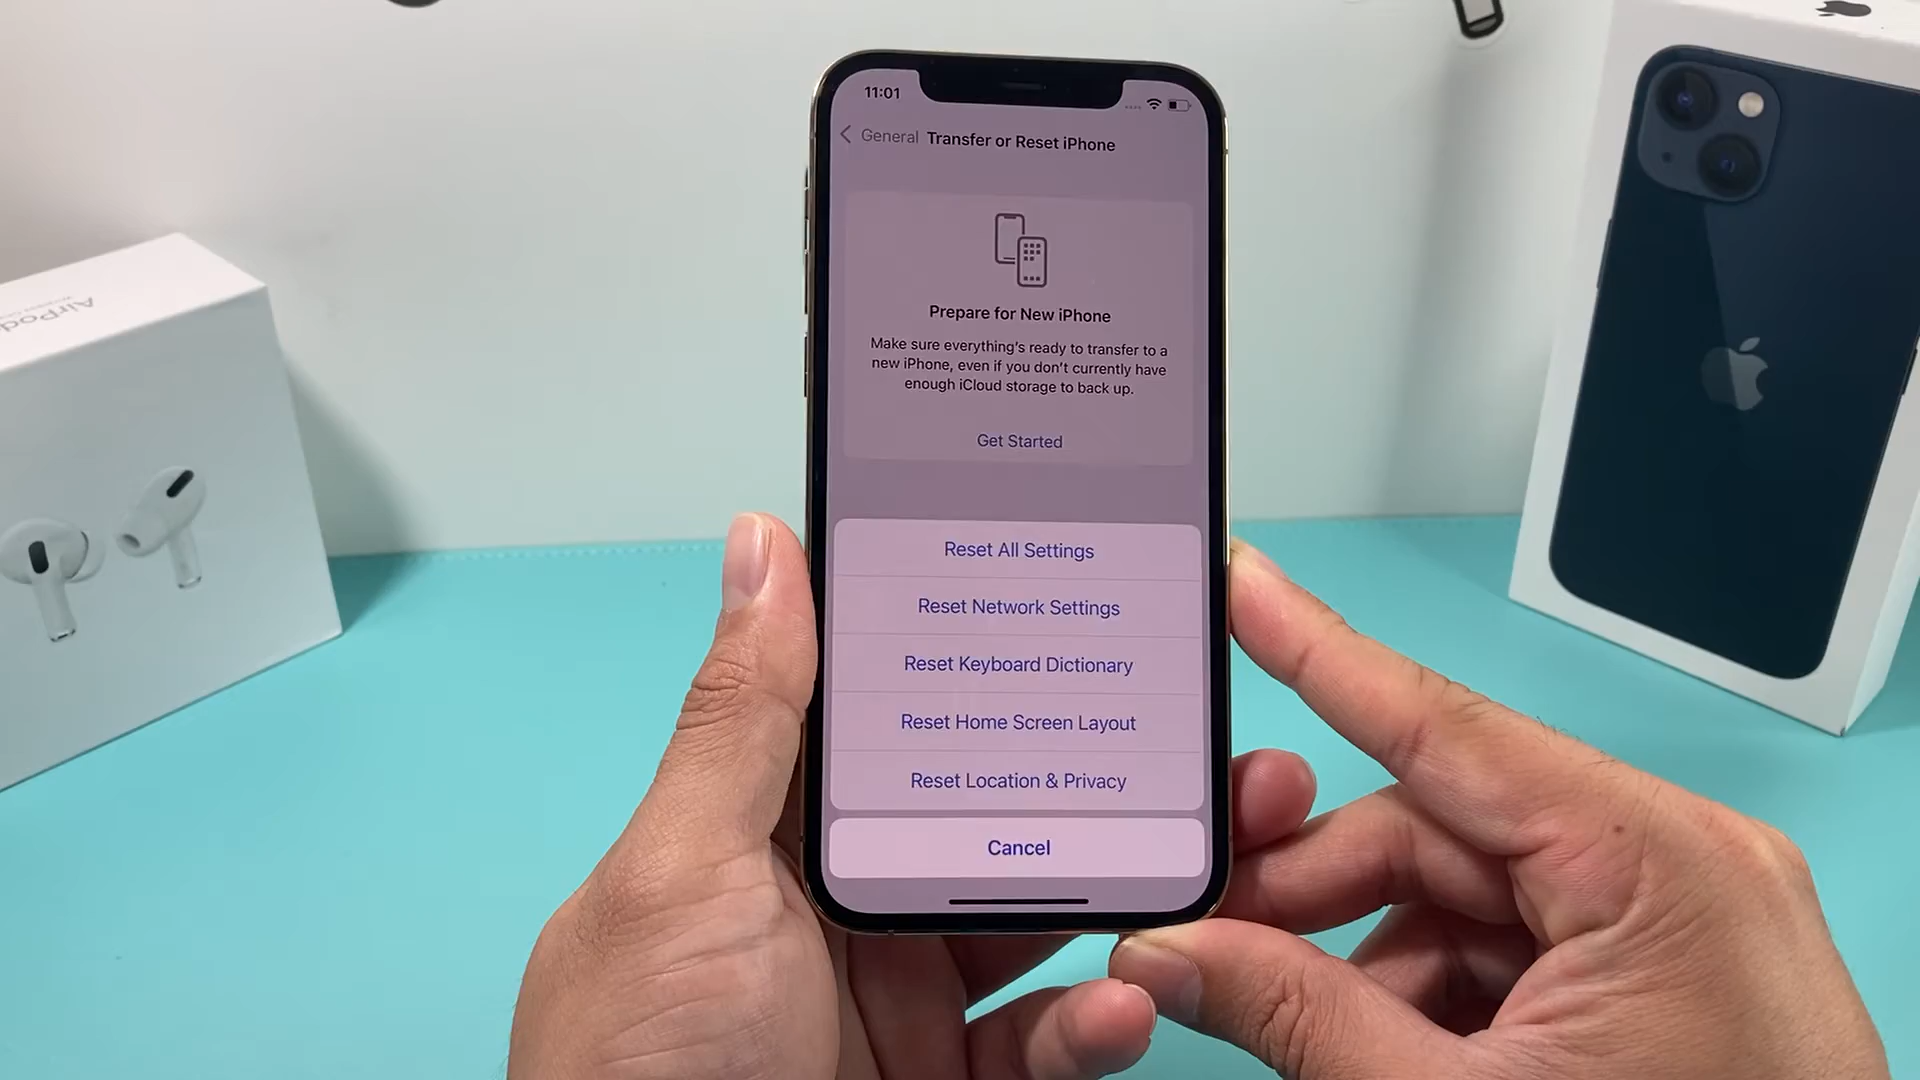 11:01
General Transfer or Reset iPhone
Prepare for New iPhone
Make sure everything's ready to transfer to a
new iPhone, even if you don't currently have
enough iCloud storage to back up.
Get Started
Reset All Settings
Reset Network Settings
Reset Keyboard Dictionary
Reset Home Screen Layout
Reset Location & Privacy
Cancel